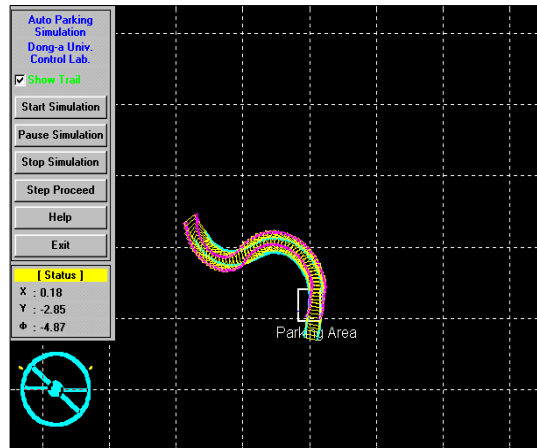 Auto Parking
Simulation
Dong-a Univ.
Control Lab.
Show Trail
Start Simulation
Pause Simulation
Stop Simulation
Step Proceed
Help
Exit
[ Status ]
X : 0.18
Y : -2.85
Φ : -4.87
Parking Area